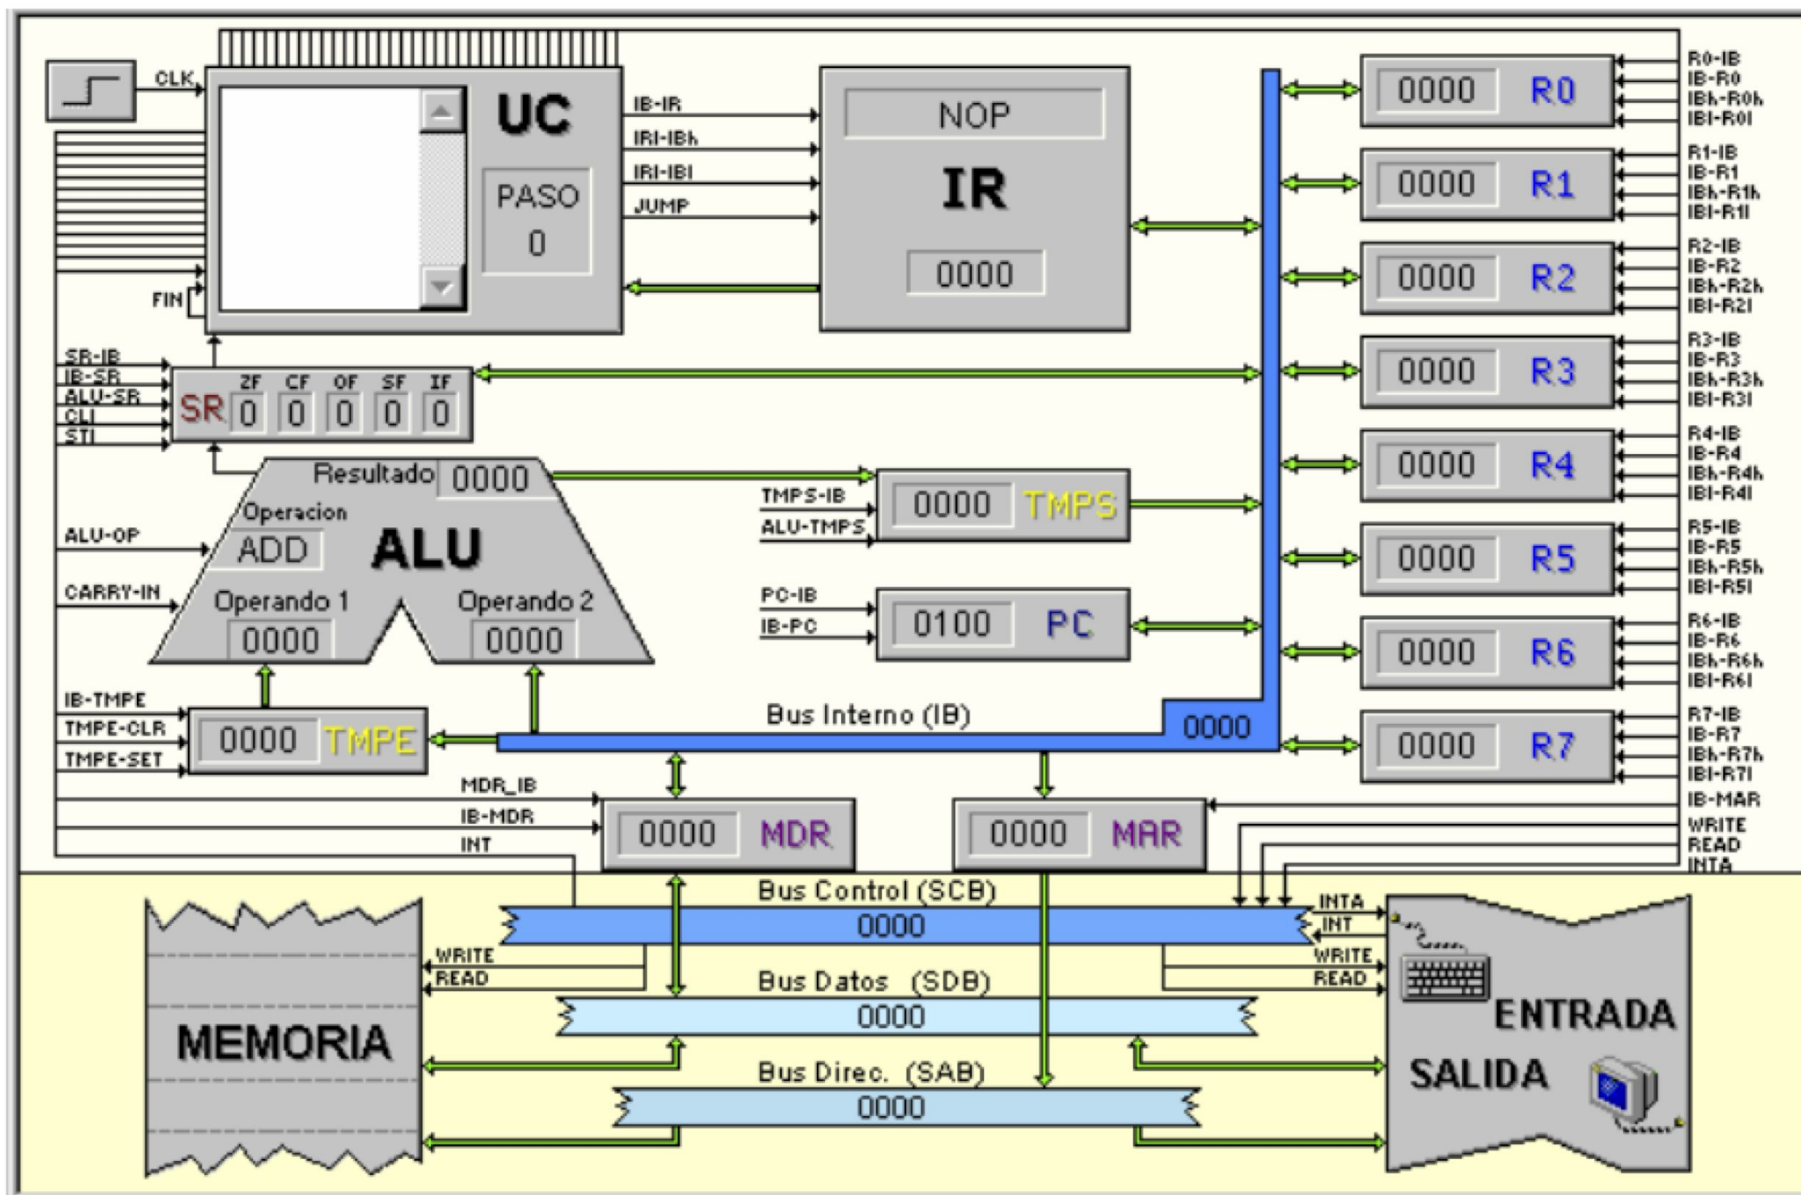 CLK
UC
PASO
0
FIN
IB-IR
IRl-IBh
IRl-IBl
JUMP
NOP
IR
0000
SR-IB
IB-SR
ALU-SR
CLI
STI
SR
ZF CF OF SF IF
0 0 0 0 0
Resultado 0000
Operacion
ADD
ALU
ALU-OP
CARRY-IN
Operando 1
0000
Operando 2
0000
TMPS-IB
ALU-TMPS
0000 TMPS
PC-IB
IB-PC
0100 PC
IB-TMPE
TMPE-CLR
TMPE-SET
0000 TMPE
Bus Interno (IB)
0000
0000 R0
R0-IB
IB-R0
IBh-R0h
IBl-R0l
0000 R1
R1-IB
IB-R1
IBh-R1h
IBl-R1l
0000 R2
R2-IB
IB-R2
IBh-R2h
IBl-R2l
0000 R3
R3-IB
IB-R3
IBh-R3h
IBl-R3l
0000 R4
R4-IB
IB-R4
IBh-R4h
IBl-R4l
0000 R5
R5-IB
IB-R5
IBh-R5h
IBl-R5l
0000 R6
R6-IB
IB-R6
IBh-R6h
IBl-R6l
0000 R7
R7-IB
IB-R7
IBh-R7h
IBl-R7l
MDR_IB
IB-MDR
INT
0000 MDR
0000 MAR
IB-MAR
WRITE
READ
INTA
Bus Control (SCB)
0000
WRITE
READ
INTA
INT
WRITE
READ
Bus Datos (SDB)
0000
Bus Direc. (SAB)
0000
MEMORIA
ENTRADA
SALIDA